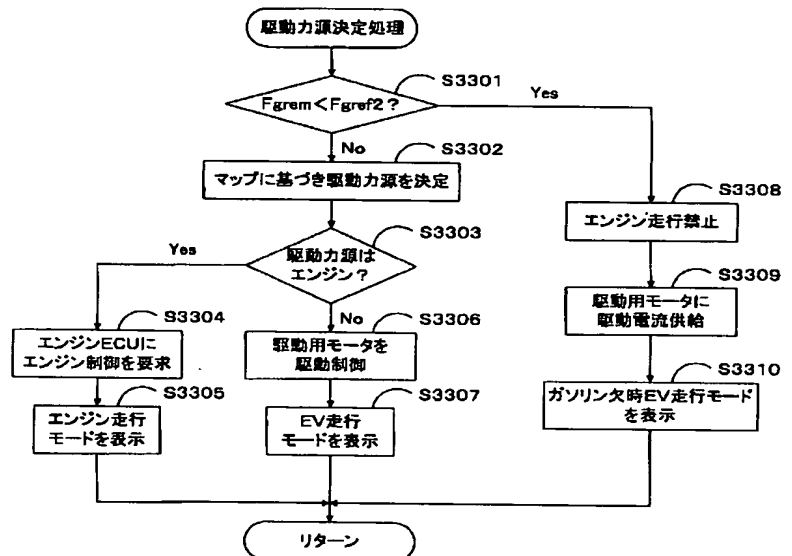 駆動力源決定処理
S3301
Fgrem＜Fgref2？
Yes
No
S3302
マップに基づき駆動力源を決定
S3308
エンジン走行禁止
S3303
駆動力源は
エンジン？
Yes
S3309
駆動用モータに
駆動電流供給
S3304
エンジンECUに
エンジン制御を要求
No
S3306
駆動用モータを
駆動制御
S3305
エンジン走行
モードを表示
S3307
EV走行
モードを表示
S3310
ガソリン欠時EV走行モード
を表示
リターン